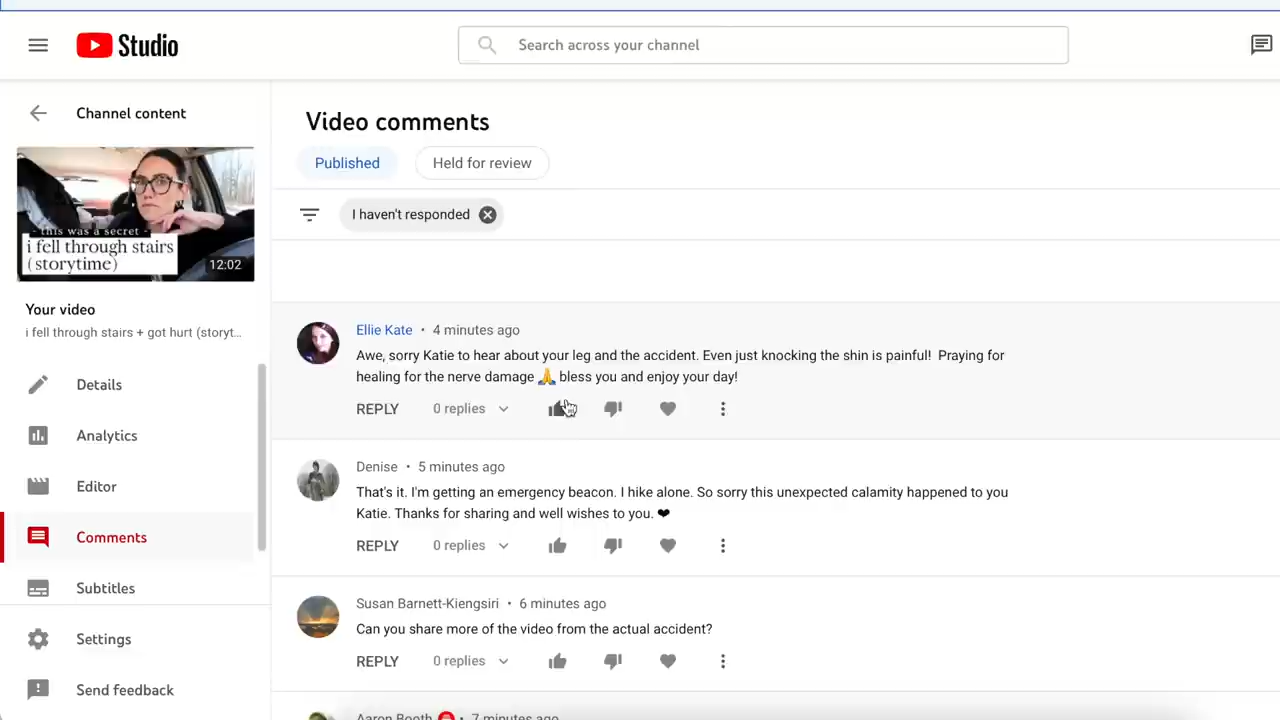 Studio
Search across your channel
Channel content
- this was a secret -
i fell through stairs
(storytime)
12:02
Your video
i fell through stairs + got hurt (storyt...
Details
Analytics
Editor
Comments
Subtitles
Settings
Send feedback
Video comments
Published
Held for review
I haven't responded
Ellie Kate • 4 minutes ago
Awe, sorry Katie to hear about your leg and the accident. Even just knocking the shin is painful! Praying for
healing for the nerve damage 🙏 bless you and enjoy your day!
REPLY 0 replies
Denise • 5 minutes ago
That's it. I'm getting an emergency beacon. I hike alone. So sorry this unexpected calamity happened to you
Katie. Thanks for sharing and well wishes to you. ❤
REPLY 0 replies
Susan Barnett-Kiengsiri • 6 minutes ago
Can you share more of the video from the actual accident?
REPLY 0 replies
Aaron Booth • 7 minutes ago